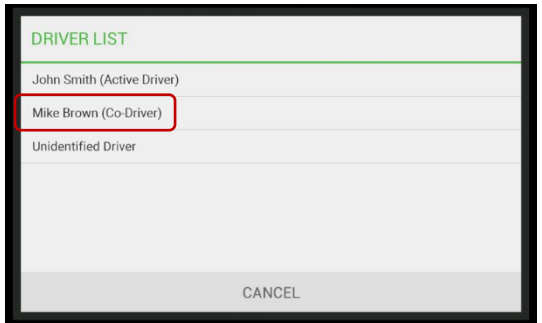 DRIVER LIST
John Smith (Active Driver)
Mike Brown (Co-Driver)
Unidentified Driver
CANCEL